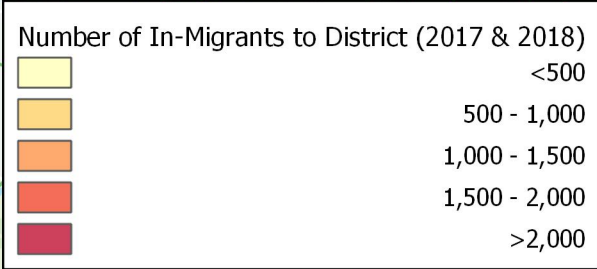 Number of In-Migrants to District (2017 & 2018)
<500
500 - 1,000
1,000 - 1,500
1,500 - 2,000
>2,000